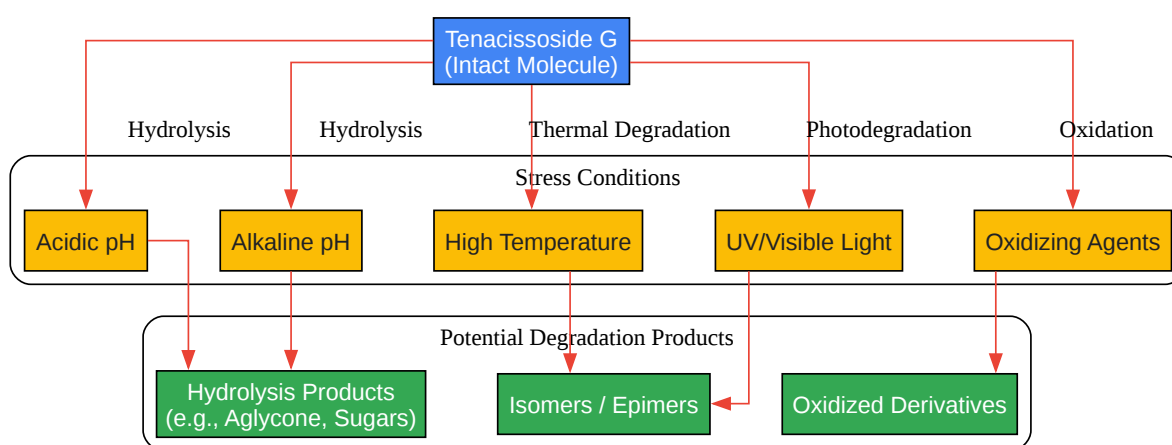 Tenacissoside G
(Intact Molecule)
Hydrolysis
Hydrolysis
Thermal Degradation
Photodegradation
Oxidation
Stress Conditions
Acidic pH
Alkaline pH
High Temperature
UV/Visible Light
Oxidizing Agents
Potential Degradation Products
Hydrolysis Products
(e.g., Aglycone, Sugars)
Isomers / Epimers
Oxidized Derivatives